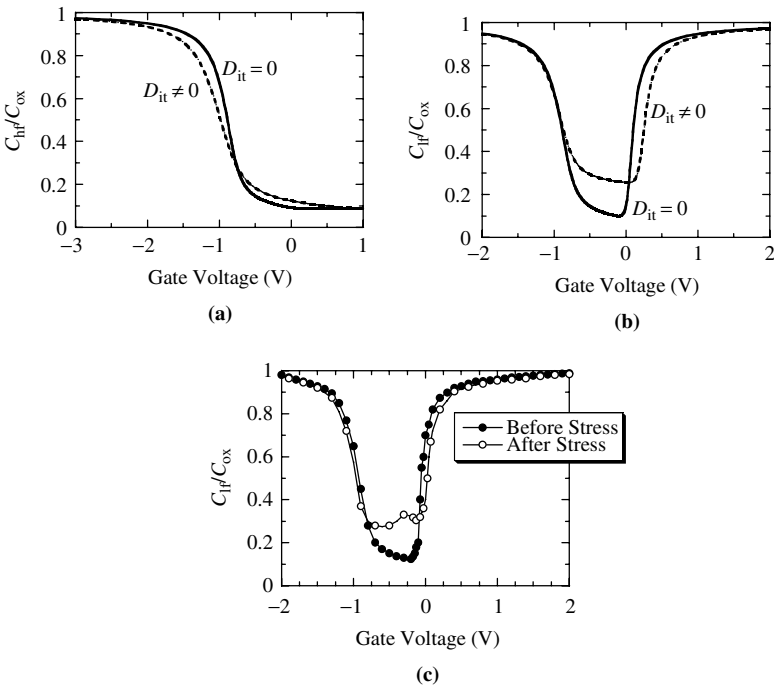 1
0.8
0.6
0.4
0.2
0
C_hf/C_ox
D_it = 0
D_it ≠ 0
−3
−2
−1
0
1
Gate Voltage (V)
(a)
1
0.8
0.6
0.4
0.2
0
C_lf/C_ox
D_it ≠ 0
D_it = 0
−2
−1
0
1
2
Gate Voltage (V)
(b)
1
0.8
0.6
0.4
0.2
0
C_lf/C_ox
Before Stress
After Stress
−2
−1
0
1
2
Gate Voltage (V)
(c)